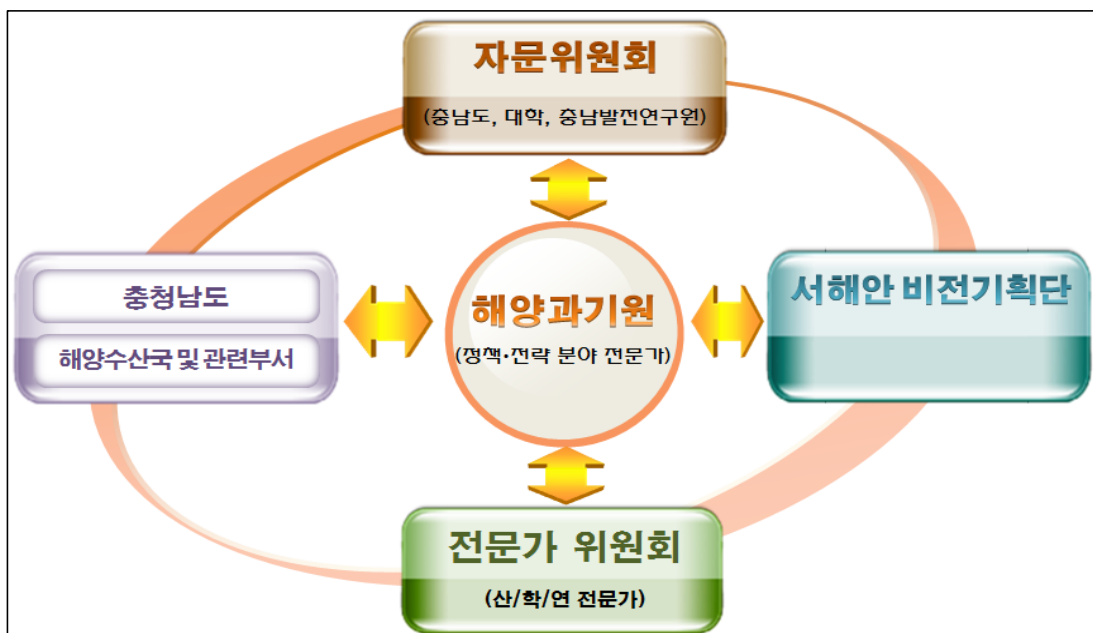 자문위원회
(충남도, 대학, 충남발전연구원)
충청남도
해양수산국 및 관련부서
해양과기원
(정책·전략 분야 전문가)
서해안 비전기획단
전문가 위원회
(산/학/연 전문가)